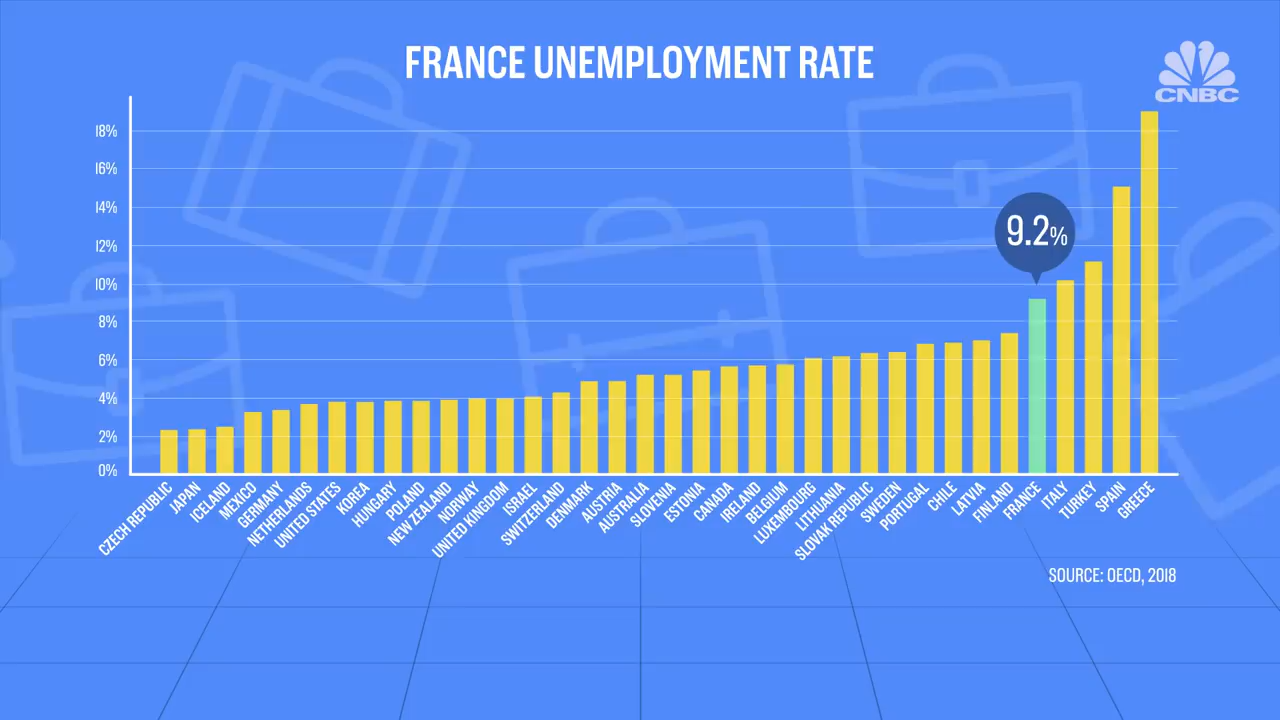 FRANCE UNEMPLOYMENT RATE
CNBC
18%
16%
14%
12%
10%
8%
6%
4%
2%
0%
9.2%
CZECH REPUBLIC
JAPAN
ICELAND
MEXICO
GERMANY
NETHERLANDS
UNITED STATES
KOREA
HUNGARY
POLAND
NEW ZEALAND
NORWAY
UNITED KINGDOM
ISRAEL
SWITZERLAND
DENMARK
AUSTRIA
AUSTRALIA
SLOVENIA
ESTONIA
CANADA
IRELAND
BELGIUM
LUXEMBOURG
LITHUANIA
SLOVAK REPUBLIC
SWEDEN
PORTUGAL
CHILE
LATVIA
FINLAND
FRANCE
ITALY
TURKEY
SPAIN
GREECE
SOURCE: OECD, 2018